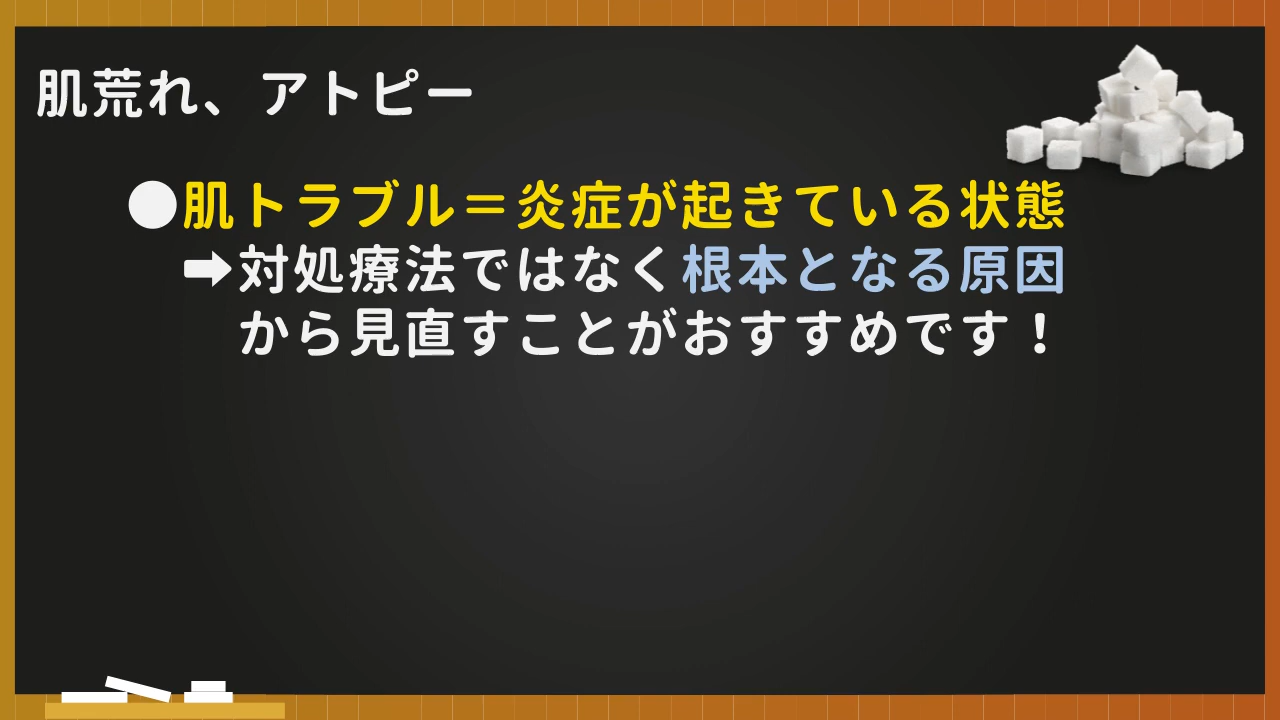 肌荒れ、アトピー
●肌トラブル＝炎症が起きている状態
➡対処療法ではなく根本となる原因
から見直すことがおすすめです！